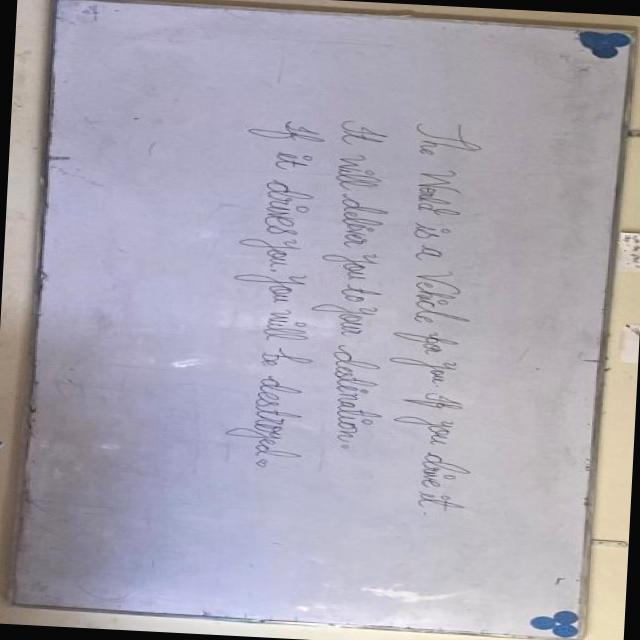 The World is a Vehicle for you If you drive it.
It will deliver you to your destination.
If it drives you, You will be destroyed.